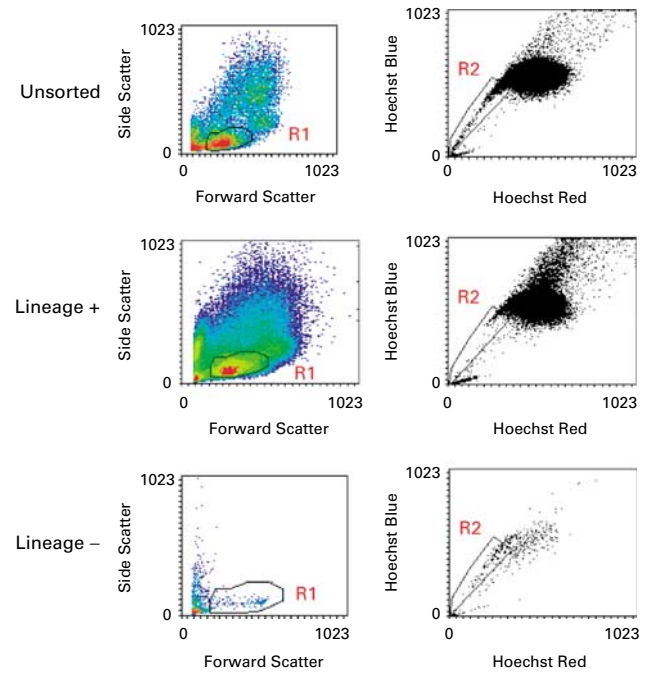 Unsorted
1023
Side Scatter
0
R1
1023
Forward Scatter
1023
Hoechst Blue
R2
0
0
1023
Hoechst Red
Lineage +
1023
Side Scatter
0
R1
0
1023
Forward Scatter
1023
Hoechst Blue
R2
0
0
1023
Hoechst Red
Lineage –
1023
Side Scatter
0
R1
0
1023
Forward Scatter
1023
Hoechst Blue
R2
0
0
1023
Hoechst Red